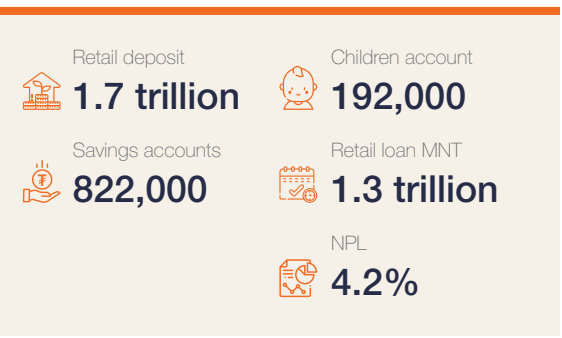 Retail deposit
1.7 trillion
Children account
192,000
Savings accounts
₮
822,000
Retail loan MNT
1.3 trillion
NPL
4.2%